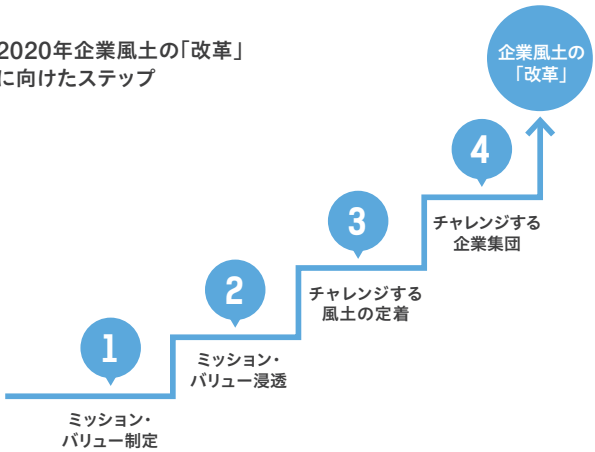 2020年企業風土の「改革」
に向けたステップ
企業風土の
「改革」
4
チャレンジする
企業集団
3
チャレンジする
風土の定着
2
ミッション・
バリュー浸透
1
ミッション・
バリュー制定